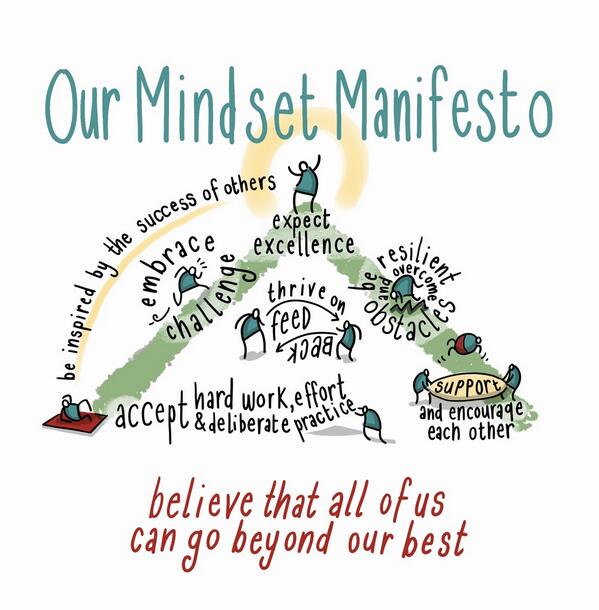 Our Mindset Manifesto
be inspired by the success of others
expect
excellence
embrace
challenge
be resilient
and overcome
obstacles
thrive on
FEED
BACK
accept hard work, effort
& deliberate practice
support
and encourage
each other
believe that all of us
can go beyond our best